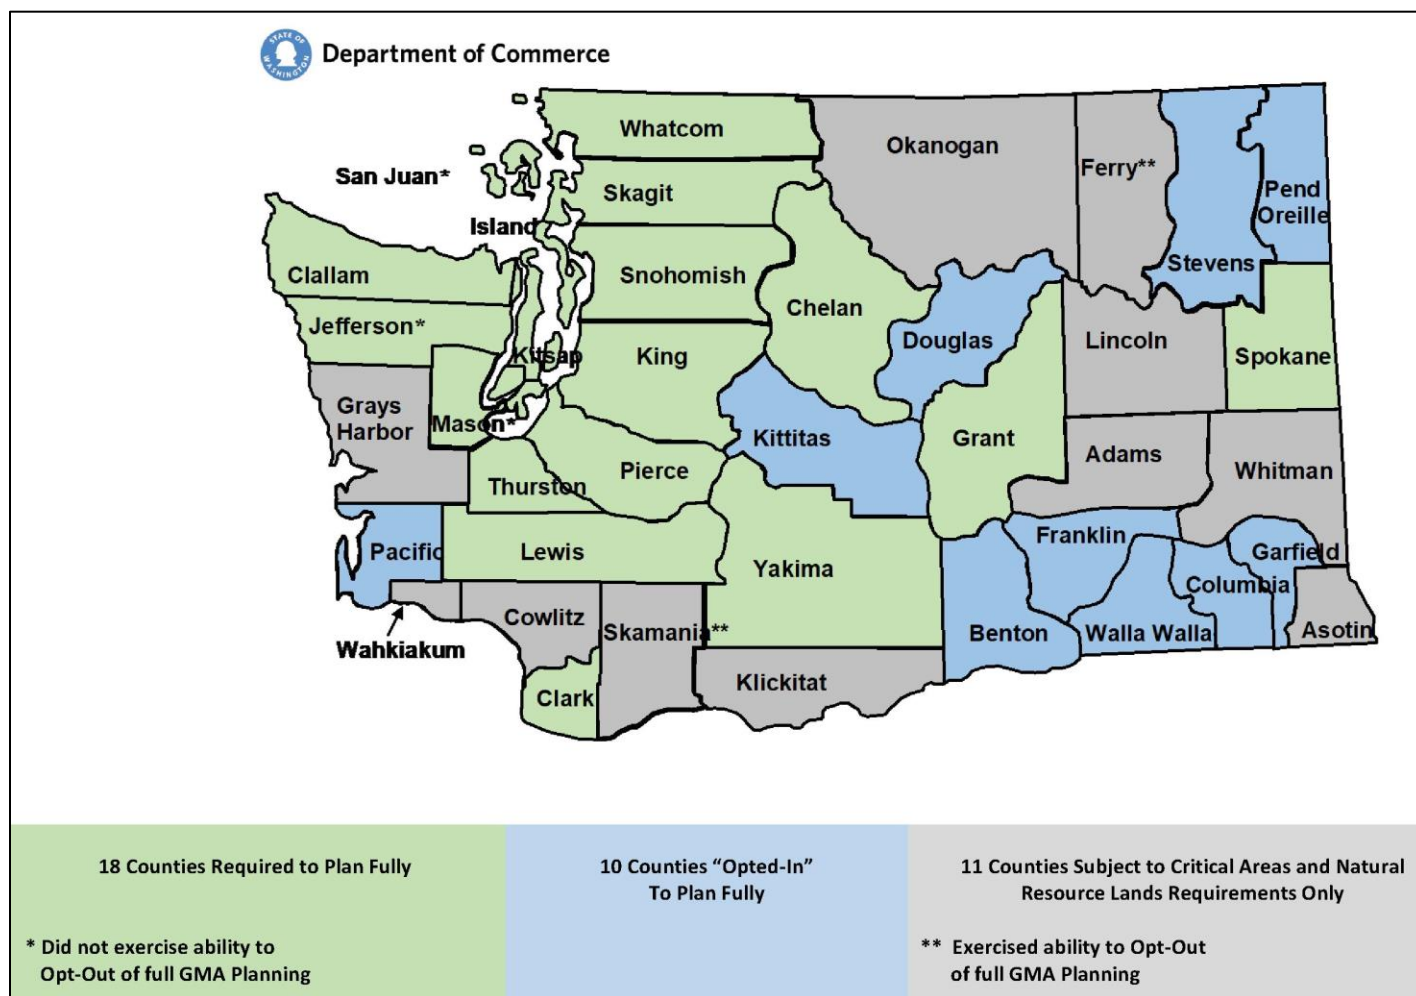 STATE OF
WASHINGTON
Department of Commerce
Whatcom
Okanogan
Ferry**
San Juan*
Skagit
Pend
Oreille
Island
Clallam
Snohomish
Stevens
Chelan
Jefferson*
Kitsap
King
Douglas
Lincoln
Spokane
Grays
Harbor
Mason*
Kittitas
Grant
Adams
Whitman
Pierce
Thurston
Pacific
Lewis
Yakima
Franklin
Garfield
Columbia
Cowlitz
Skamania**
Benton
Walla Walla
Asotin
Wahkiakum
Clark
Klickitat
18 Counties Required to Plan Fully
* Did not exercise ability to
Opt-Out of full GMA Planning
10 Counties “Opted-In”
To Plan Fully
11 Counties Subject to Critical Areas and Natural
Resource Lands Requirements Only
** Exercised ability to Opt-Out
of full GMA Planning